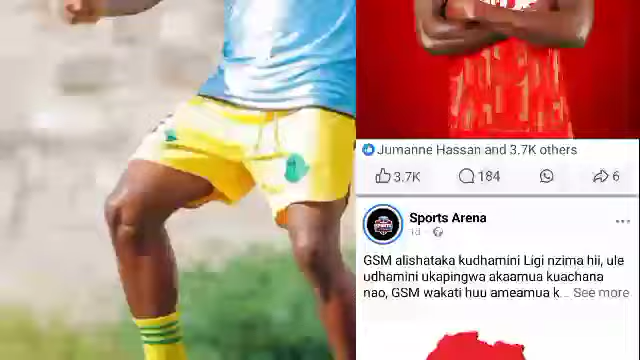 Jumanne Hassan and 3.7K others
3.7K
184
6
Sports Arena
GSM alishataka kudhamini Ligi nzima hii, ule
udhamini ukapingwa akaamua kuachana
nao, GSM wakati huu ameamua k... See more